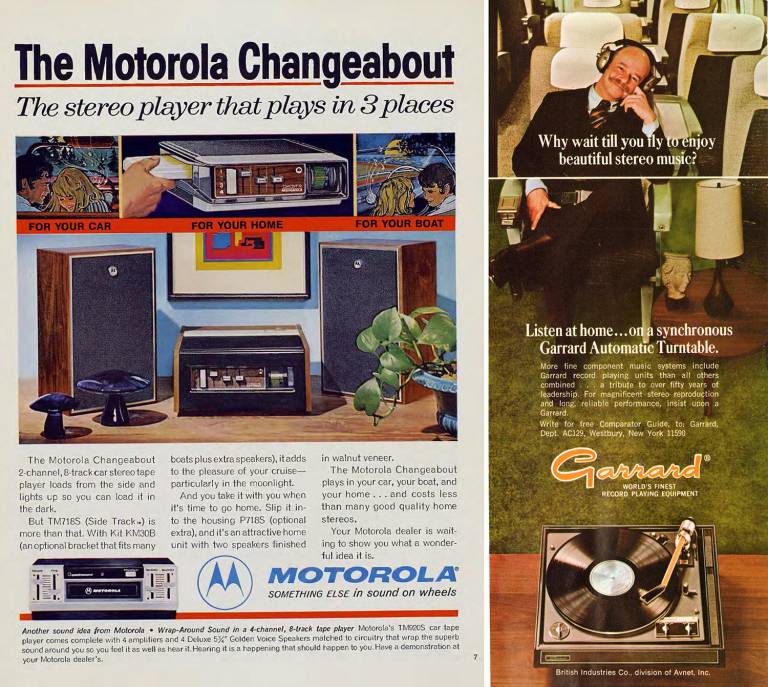 The Motorola Changeabout
The stereo player that plays in 3 places
FOR YOUR CAR
FOR YOUR HOME
FOR YOUR BOAT
The Motorola Changeabout
2-channel, 8-track car stereo tape
player loads from the side and
lights up so you can load it in
the dark.
But TM718S (Side Track™) is
more than that. With Kit KM30B
(an optional bracket that fits many
boats plus extra speakers), it adds
to the pleasure of your cruise—
particularly in the moonlight.
And you take it with you when
it's time to go home. Slip it in-
to the housing P718S (optional
extra), and it's an attractive home
unit with two speakers finished
in walnut veneer.
The Motorola Changeabout
plays in your car, your boat, and
your home . . . and costs less
than many good quality home
stereos.
Your Motorola dealer is wait-
ing to show you what a wonder-
ful idea it is.
MOTOROLA
MOTOROLA®
SOMETHING ELSE in sound on wheels
Another sound idea from Motorola • Wrap-Around Sound in a 4-channel, 8-track tape player Motorola's TM920S car tape
player comes complete with 4 amplifiers and 4 Deluxe 5¼" Golden Voice Speakers matched to circuitry that wrap the superb
sound around you so you feel it as well as hear it. Hearing it is a happening that should happen to you. Have a demonstration at
your Motorola dealer's.
7
Why wait till you fly to enjoy
beautiful stereo music?
Listen at home...on a synchronous
Garrard Automatic Turntable.
More fine component music systems include
Garrard record playing units than all others
combined . . . a tribute to over fifty years of
leadership. For magnificent stereo reproduction
and long, reliable performance, insist upon a
Garrard.
Write for free Comparator Guide, to: Garrard,
Dept. AC129, Westbury, New York 11590
Garrard®
WORLD'S FINEST
RECORD PLAYING EQUIPMENT
British Industries Co., division of Avnet, Inc.